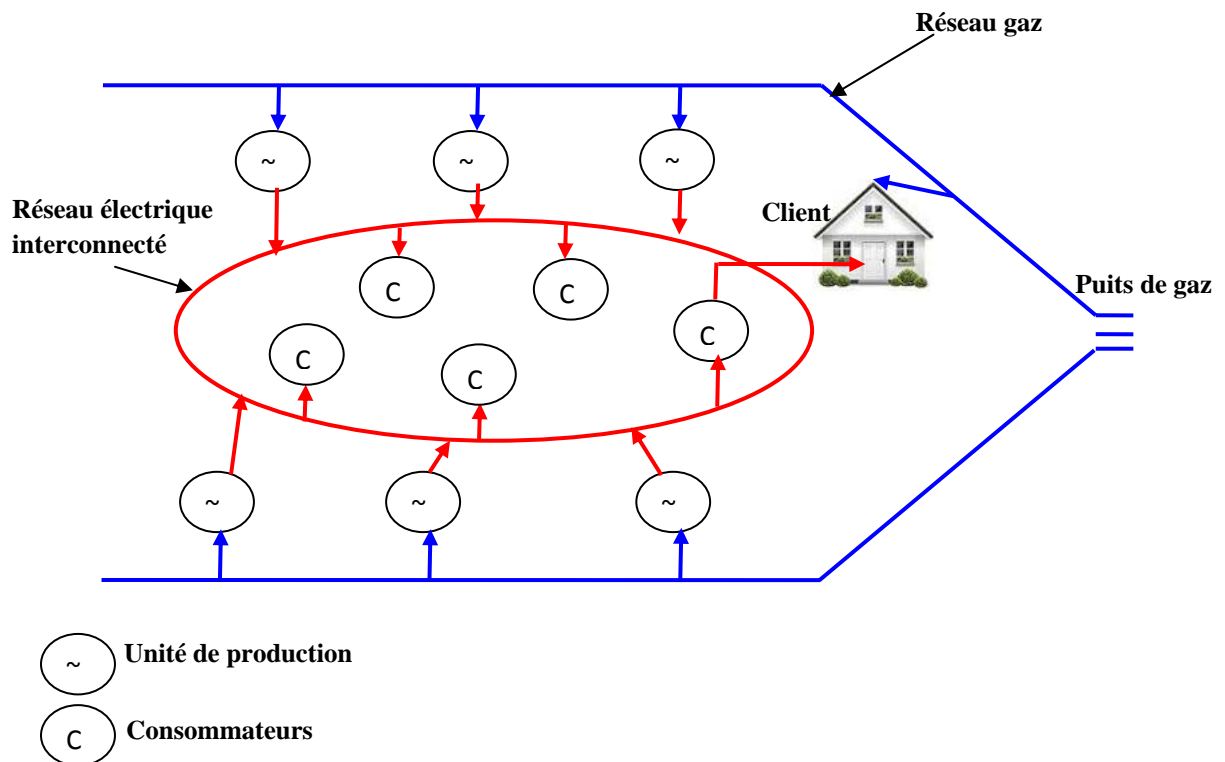 Réseau gaz
~
~
~
Réseau électrique
interconnecté
Client
C
C
Puits de gaz
C
C
C
~
~
~
~
Unité de production
C
Consommateurs